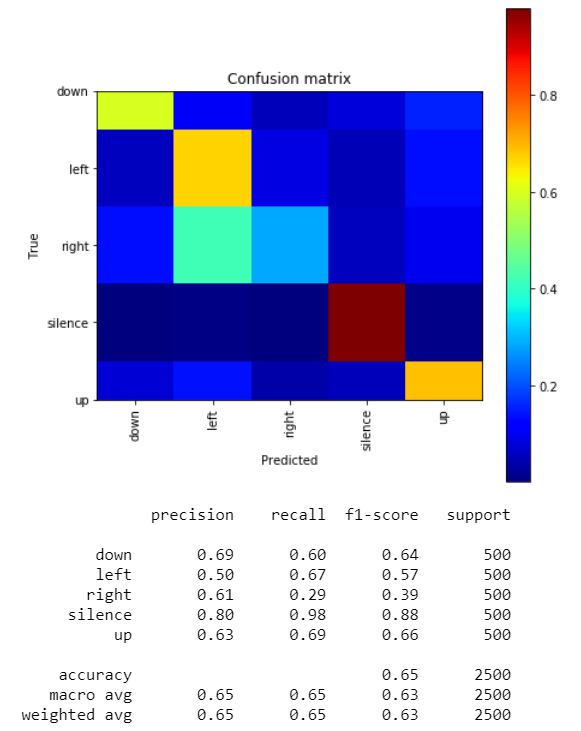 Confusion matrix
down
left
right
silence
up
True
down
left
right
silence
up
Predicted
0.8
0.6
0.4
0.2
precision recall f1-score support
down 0.69 0.60 0.64 500
left 0.50 0.67 0.57 500
right 0.61 0.29 0.39 500
silence 0.80 0.98 0.88 500
up 0.63 0.69 0.66 500
accuracy 0.65 2500
macro avg 0.65 0.65 0.63 2500
weighted avg 0.65 0.65 0.63 2500